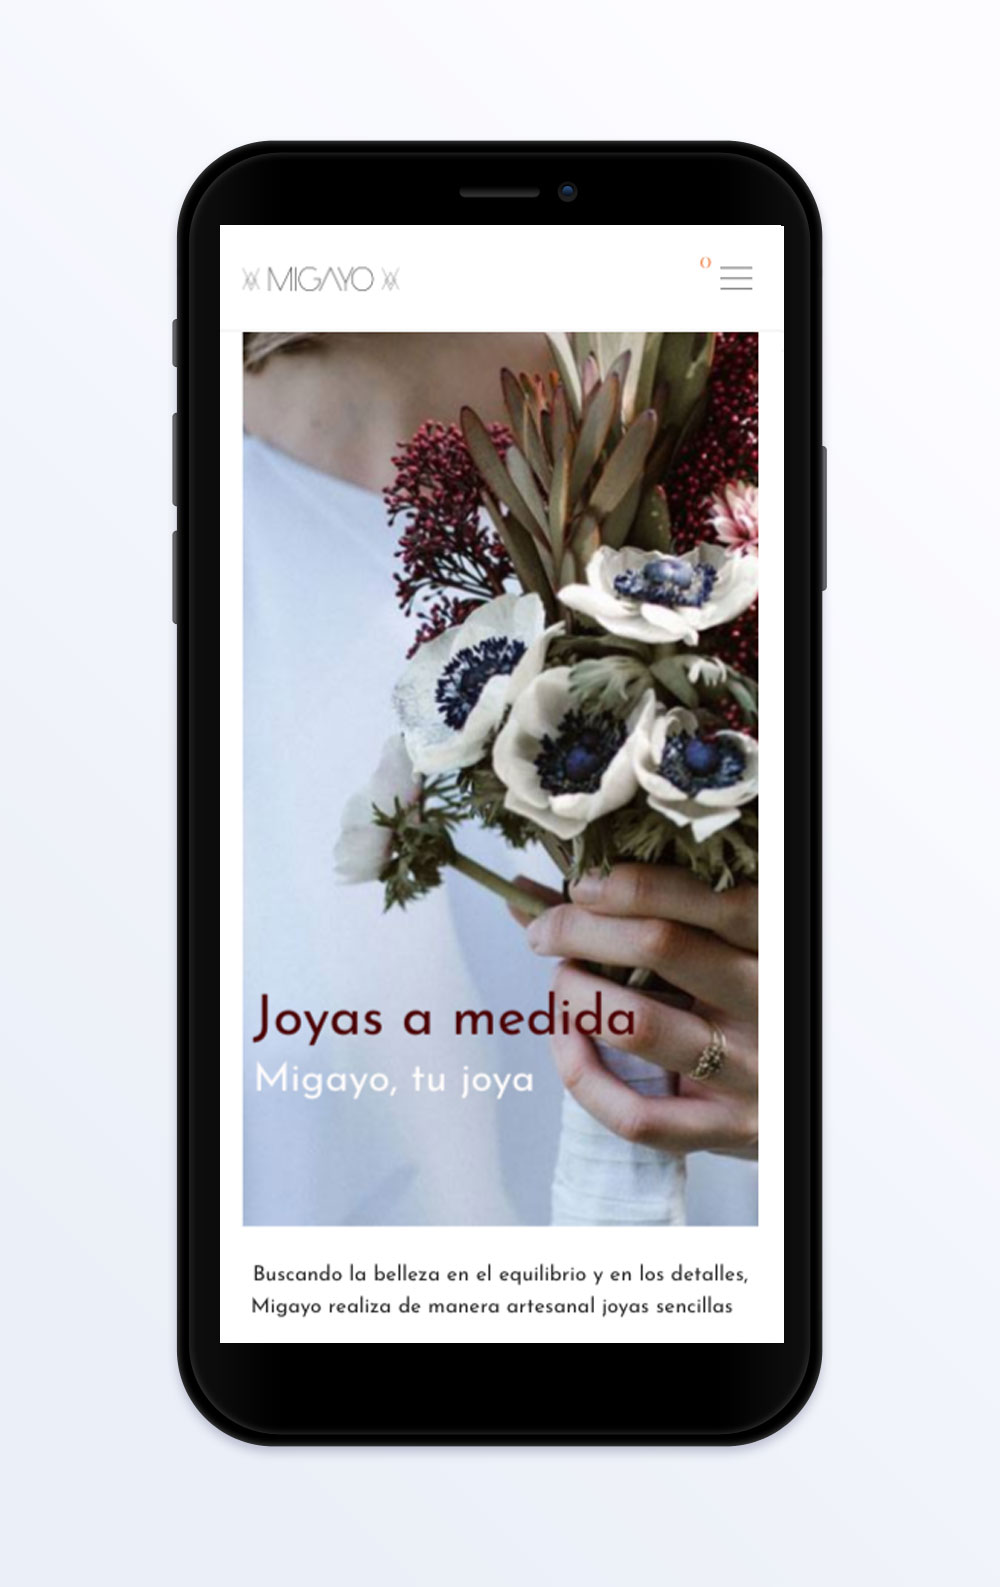 MIGAYO
0
Joyas a medida
Migayo, tu joya
Buscando la belleza en el equilibrio y en los detalles,
Migayo realiza de manera artesanal joyas sencillas